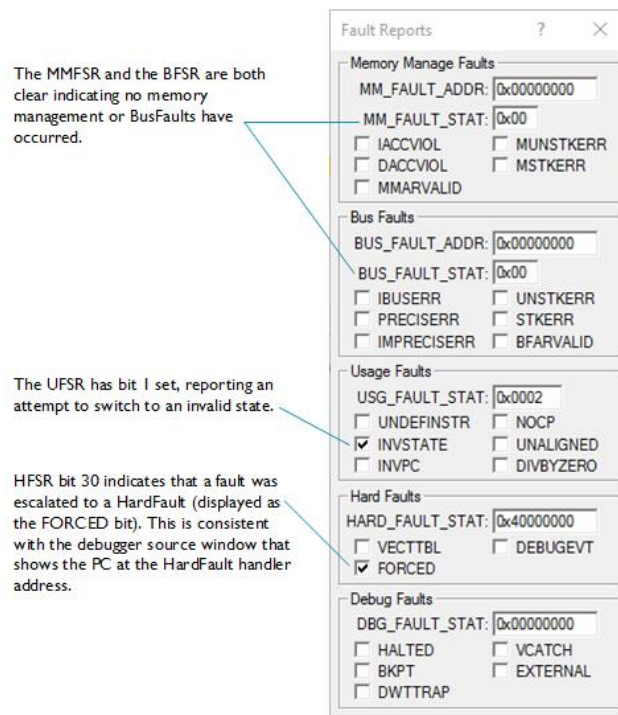 Fault Reports ? ×
Memory Manage Faults
MM_FAULT_ADDR: 0x00000000
MM_FAULT_STAT: 0x00
IACCVIOL MUNSTKERR
DACCVIOL MSTKERR
MMARVALID
Bus Faults
BUS_FAULT_ADDR: 0x00000000
BUS_FAULT_STAT: 0x00
IBUSERR UNSTKERR
PRECISERR STKERR
IMPRECISERR BFARVALID
Usage Faults
USG_FAULT_STAT: 0x0002
UNDEFINSTR NOCP
INVSTATE UNALIGNED
INVPC DIVBYZERO
Hard Faults
HARD_FAULT_STAT: 0x40000000
VECTTBL DEBUGEVT
FORCED
Debug Faults
DBG_FAULT_STAT: 0x00000000
HALTED VCATCH
BKPT EXTERNAL
DWTTRAP
The MMFSR and the BFSR are both
clear indicating no memory
management or BusFaults have
occurred.
The UFSR has bit 1 set, reporting an
attempt to switch to an invalid state.
HFSR bit 30 indicates that a fault was
escalated to a HardFault (displayed as
the FORCED bit). This is consistent
with the debugger source window that
shows the PC at the HardFault handler
address.